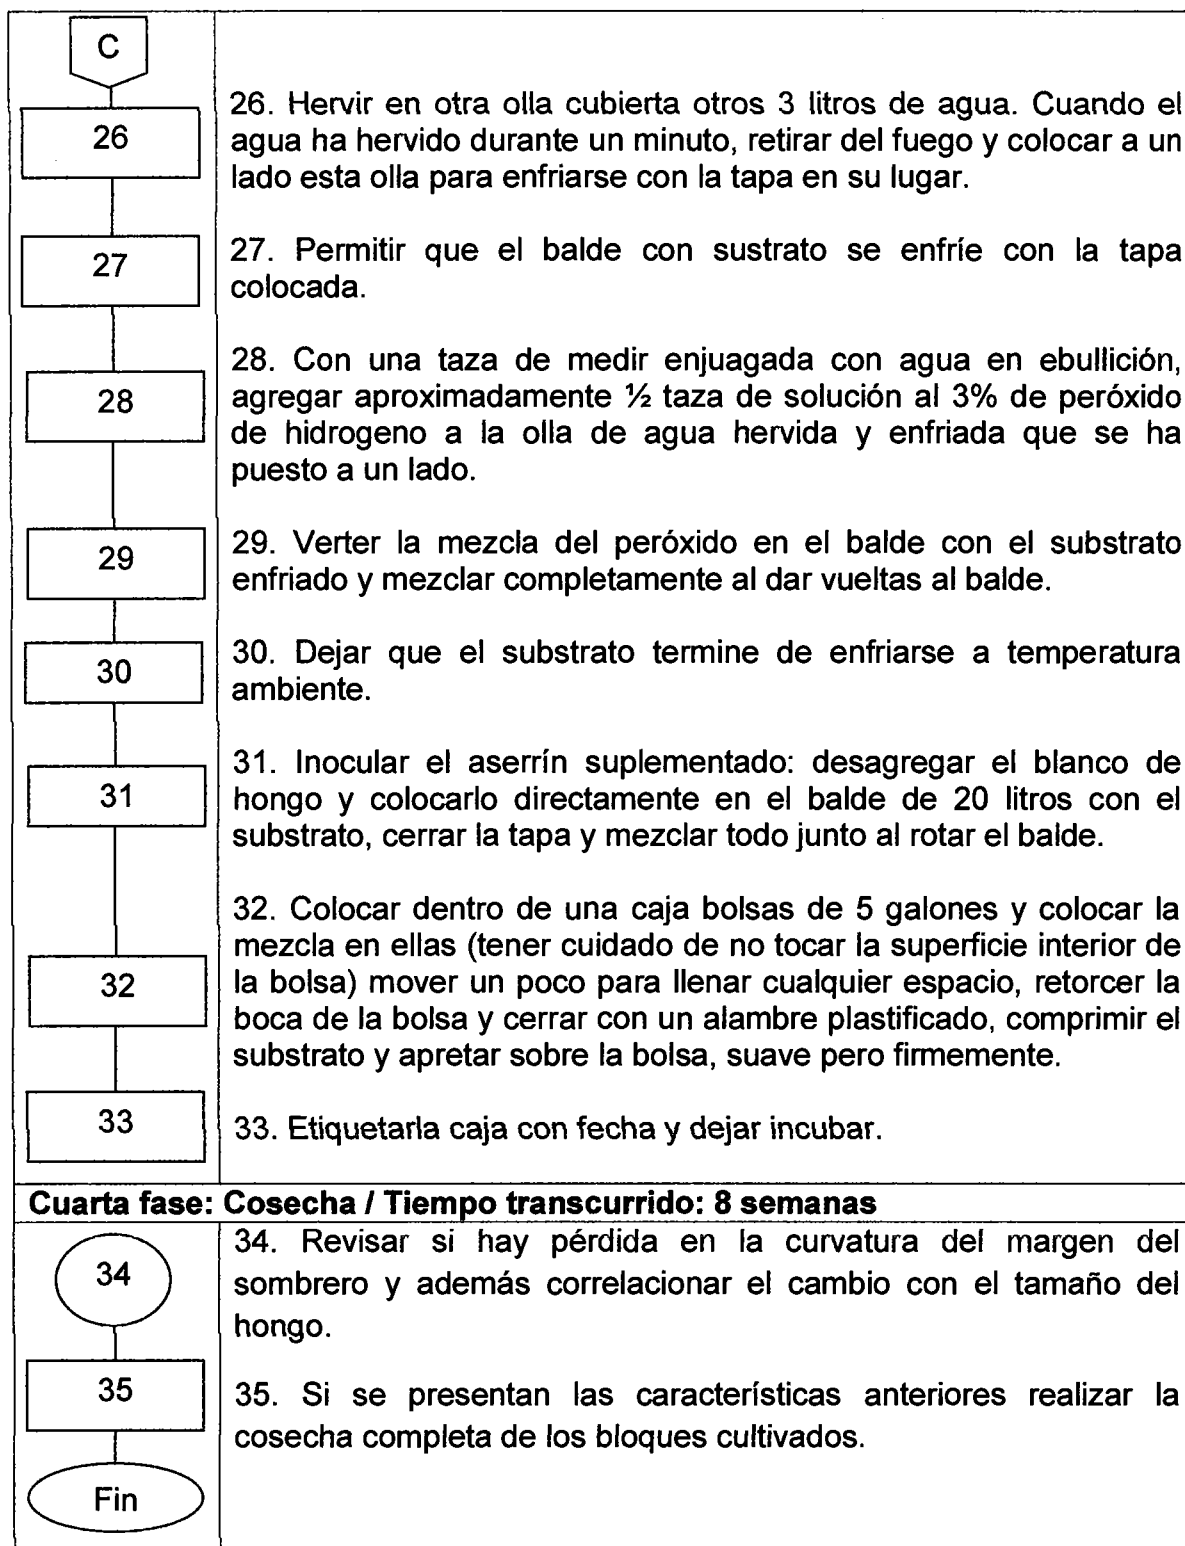 C
26
26. Hervir en otra olla cubierta otros 3 litros de agua. Cuando el
agua ha hervido durante un minuto, retirar del fuego y colocar a un
lado esta olla para enfriarse con la tapa en su lugar.
27
27. Permitir que el balde con sustrato se enfríe con la tapa
colocada.
28
28. Con una taza de medir enjuagada con agua en ebullición,
agregar aproximadamente ½ taza de solución al 3% de peróxido
de hidrogeno a la olla de agua hervida y enfriada que se ha
puesto a un lado.
29
29. Verter la mezcla del peróxido en el balde con el substrato
enfriado y mezclar completamente al dar vueltas al balde.
30
30. Dejar que el substrato termine de enfriarse a temperatura
ambiente.
31
31. Inocular el aserrín suplementado: desagregar el blanco de
hongo y colocarlo directamente en el balde de 20 litros con el
substrato, cerrar la tapa y mezclar todo junto al rotar el balde.
32
32. Colocar dentro de una caja bolsas de 5 galones y colocar la
mezcla en ellas (tener cuidado de no tocar la superficie interior de
la bolsa) mover un poco para llenar cualquier espacio, retorcer la
boca de la bolsa y cerrar con un alambre plastificado, comprimir el
substrato y apretar sobre la bolsa, suave pero firmemente.
33
33. Etiquetarla caja con fecha y dejar incubar.
Cuarta fase: Cosecha / Tiempo transcurrido: 8 semanas
34
34. Revisar si hay pérdida en la curvatura del margen del
sombrero y además correlacionar el cambio con el tamaño del
hongo.
35
35. Si se presentan las características anteriores realizar la
cosecha completa de los bloques cultivados.
Fin